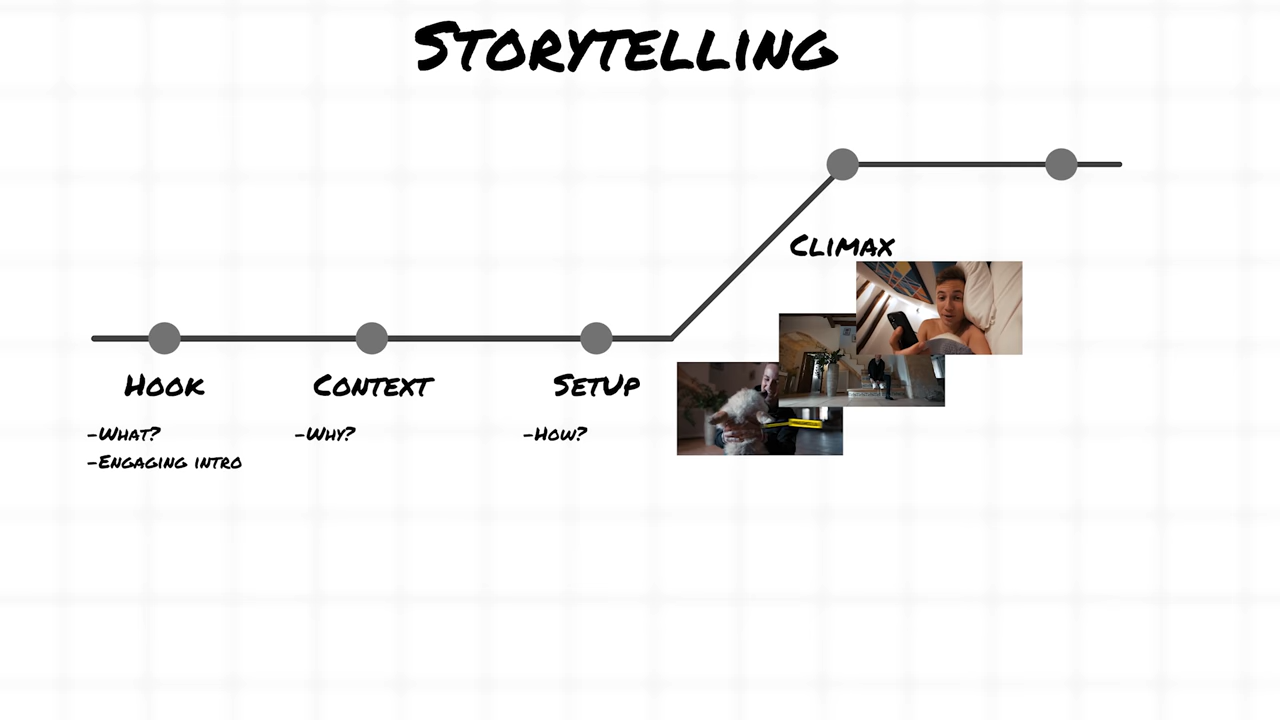 Storytelling
Climax
Hook
Context
SetUp
-What?
-Why?
-How?
-Engaging intro